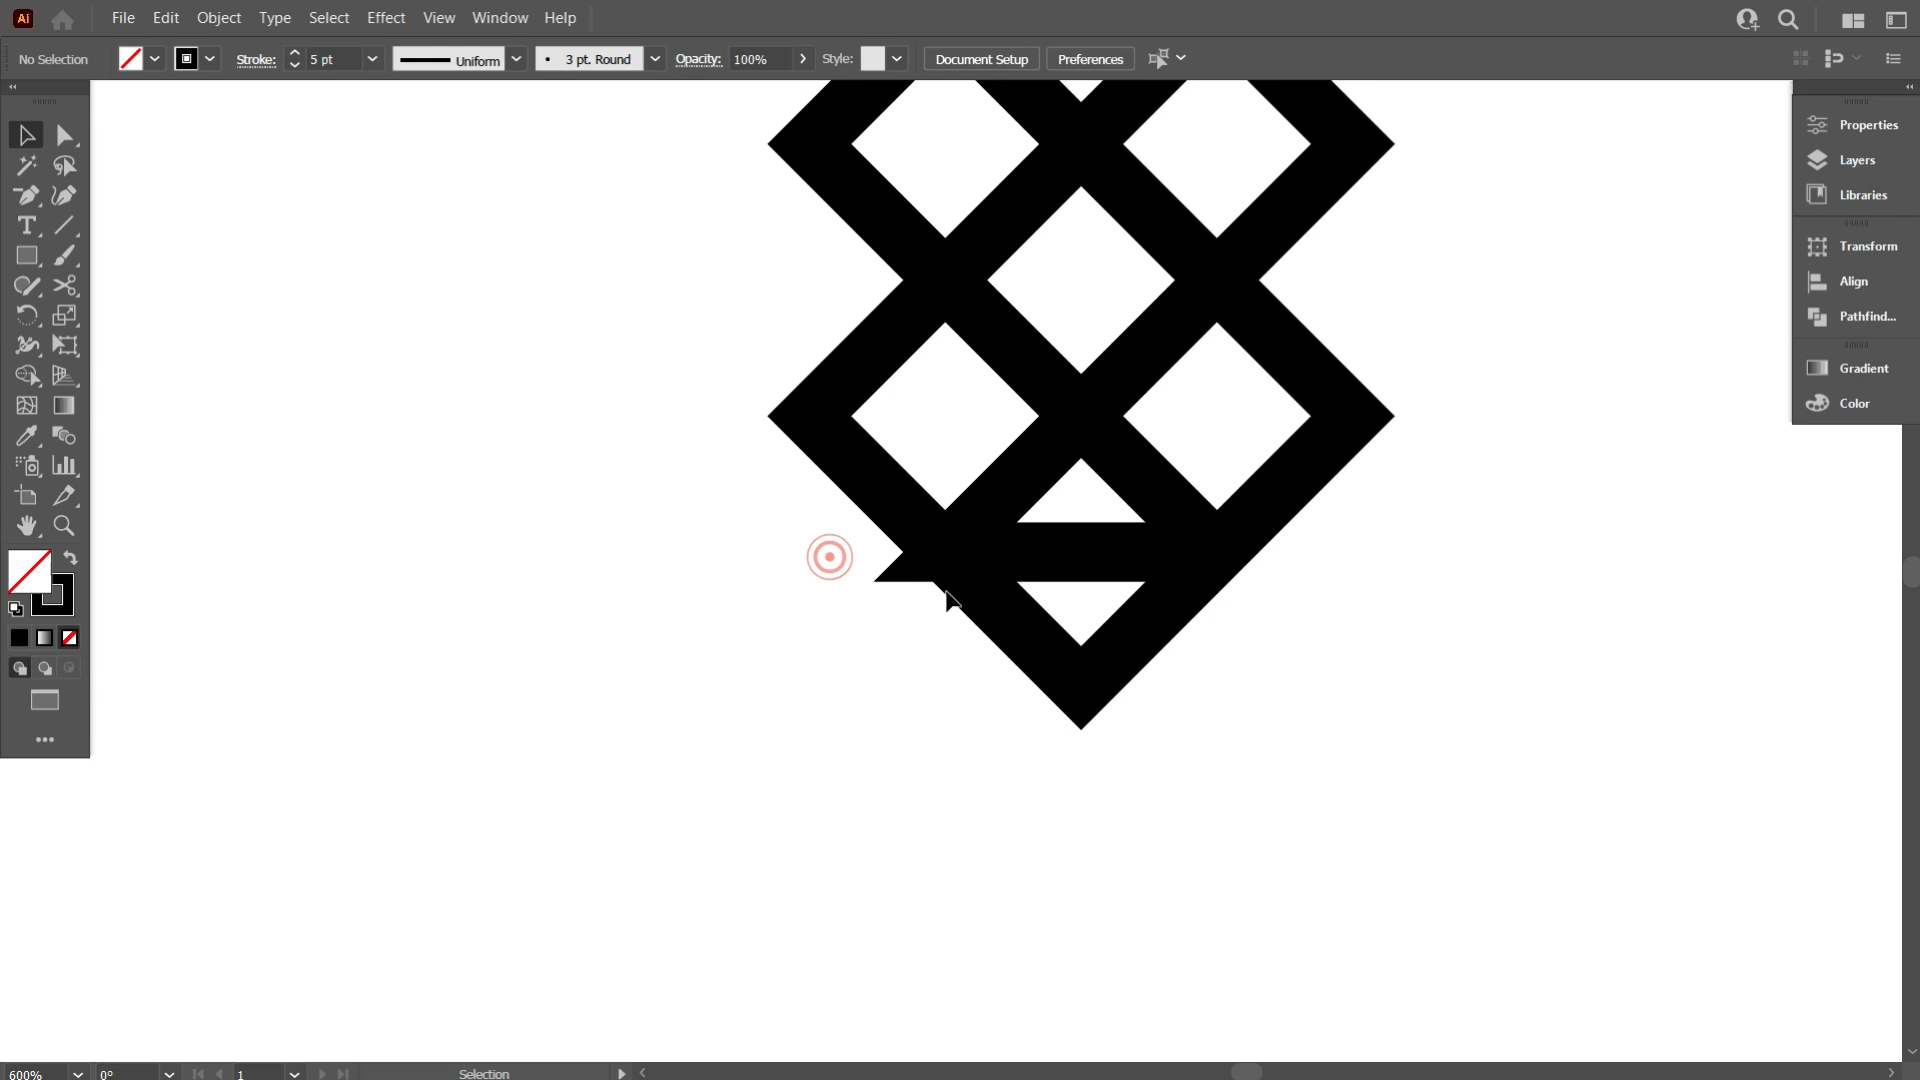 Ai File Edit Object Type Select Effect View Window Help
No Selection Stroke: 5 pt Uniform 3 pt. Round Opacity: 100% Style: Document Setup Preferences
Properties
Layers
Libraries
Transform
Align
Pathfind...
Gradient
Color
600% 0° 1 Selection